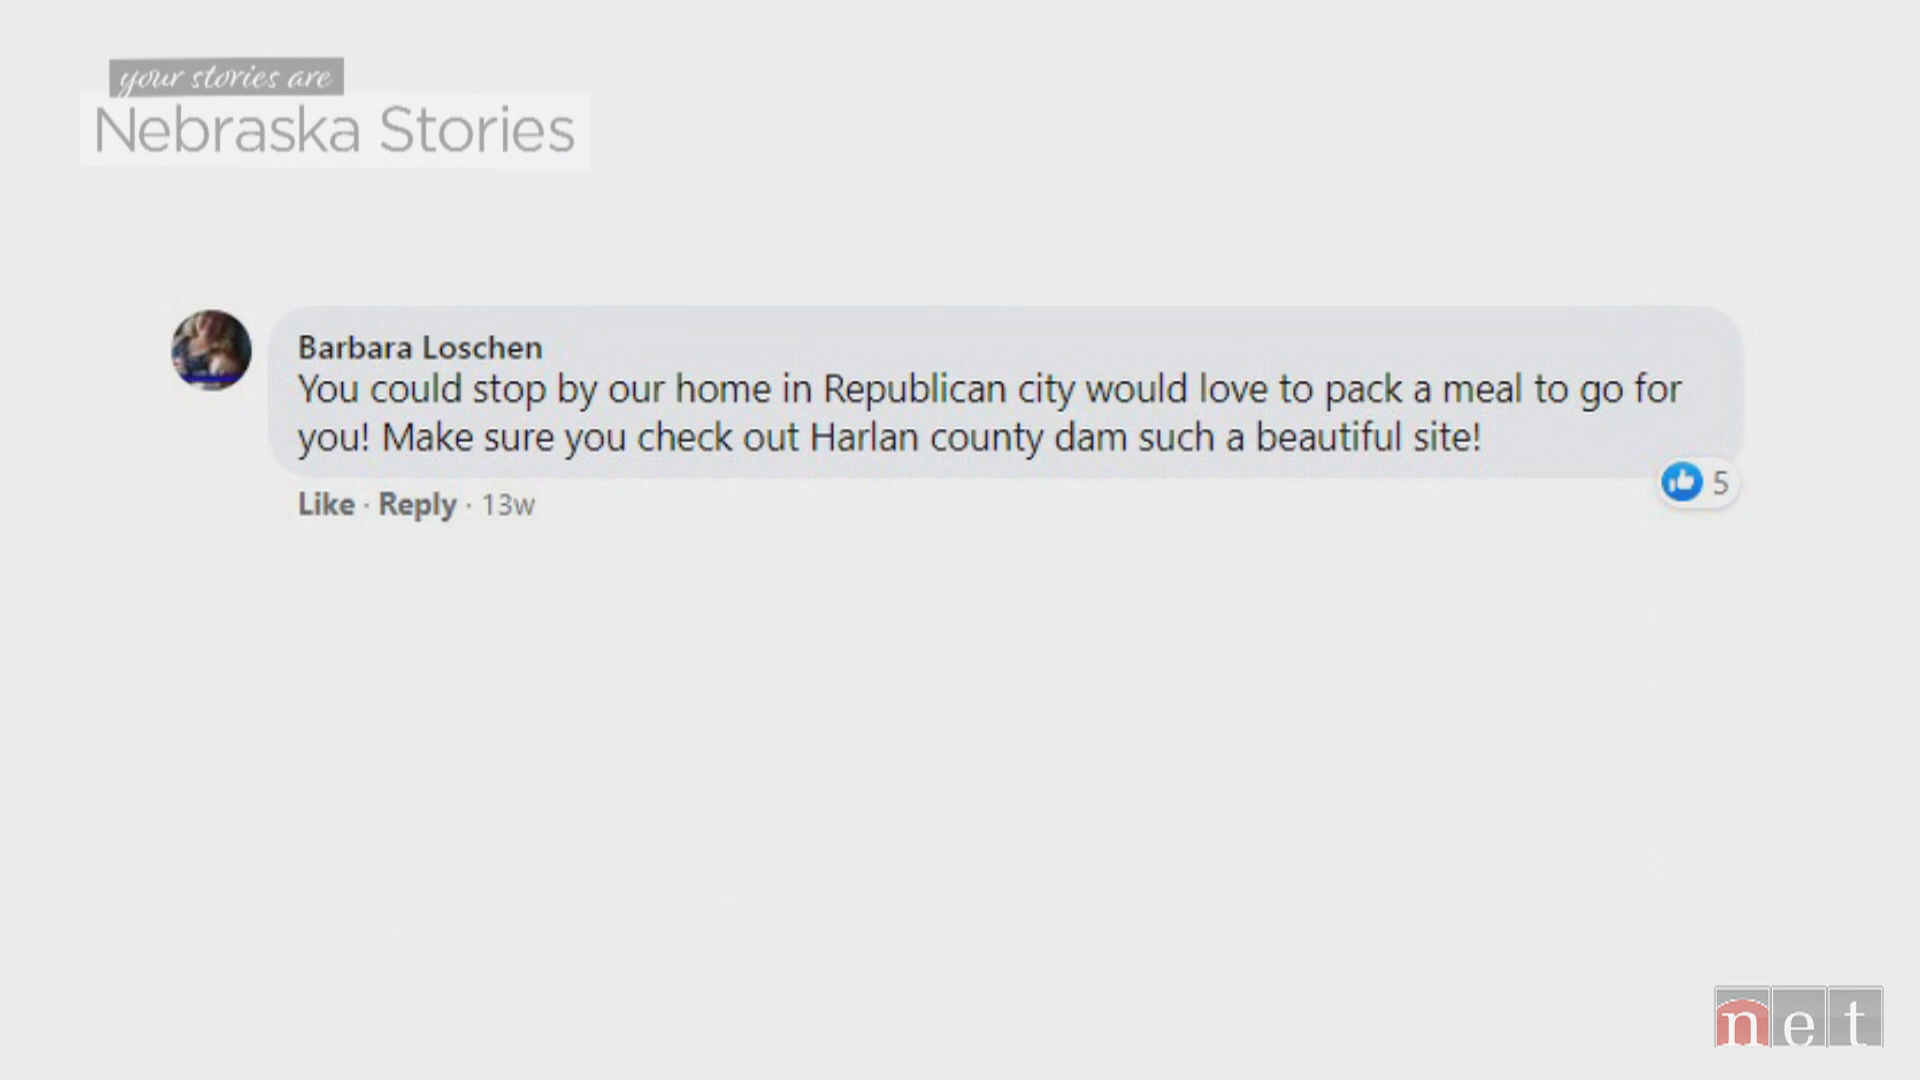 your stories are
Nebraska Stories
Barbara Loschen
You could stop by our home in Republican city would love to pack a meal to go for
you! Make sure you check out Harlan county dam such a beautiful site!
5
Like · Reply · 13w
net